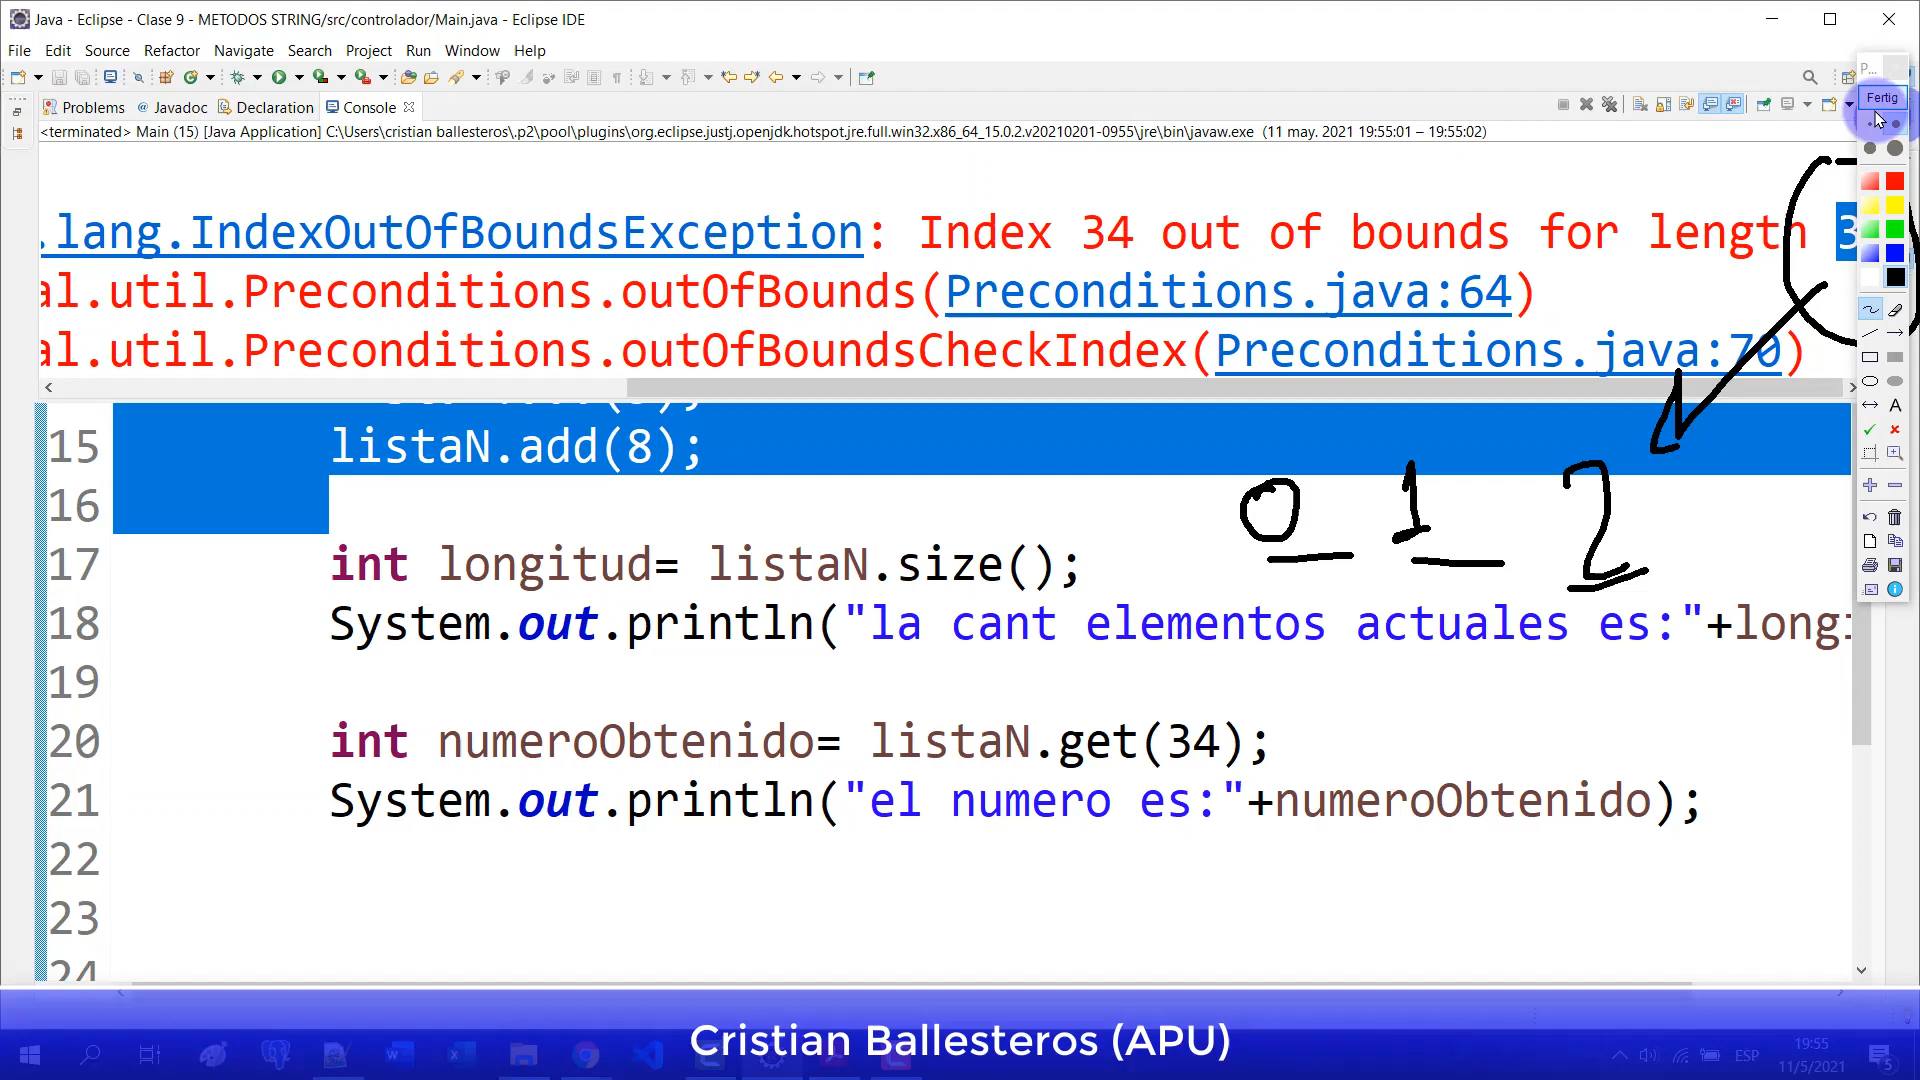 Java - Eclipse - Clase 9 - METODOS STRING/src/controlador/Main.java - Eclipse IDE
File Edit Source Refactor Navigate Search Project Run Window Help
P...
Problems @ Javadoc Declaration Console
Fertig
<terminated> Main (15) [Java Application] C:\Users\cristian ballesteros\.p2\pool\plugins\org.eclipse.justj.openjdk.hotspot.jre.full.win32.x86_64_15.0.2.v20210201-0955\jre\bin\javaw.exe (11 may. 2021 19:55:01 – 19:55:02)
.lang.IndexOutOfBoundsException: Index 34 out of bounds for length 3
al.util.Preconditions.outOfBounds(Preconditions.java:64)
al.util.Preconditions.outOfBoundsCheckIndex(Preconditions.java:70)
15 listaN.add(8);
16
0 1 2
17 int longitud= listaN.size();
18 System.out.println("la cant elementos actuales es:"+longi
19
20 int numeroObtenido= listaN.get(34);
21 System.out.println("el numero es:"+numeroObtenido);
22
23
24
Cristian Ballesteros (APU)
ESP
19:55
11/5/2021
5